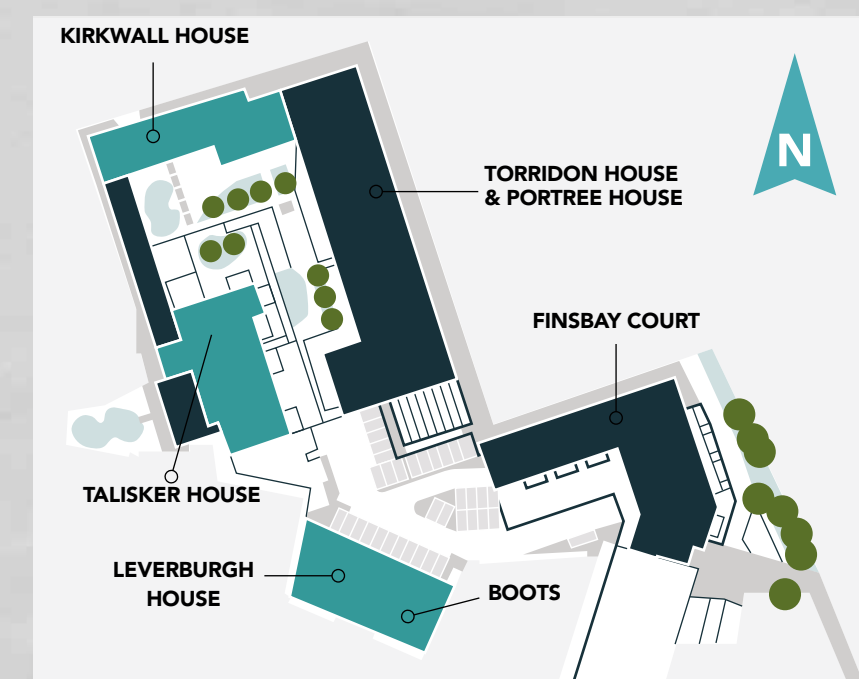 KIRKWALL HOUSE
N
TORRIDON HOUSE
& PORTREE HOUSE
FINSBAY COURT
TALISKER HOUSE
LEVERBURGH
HOUSE
BOOTS